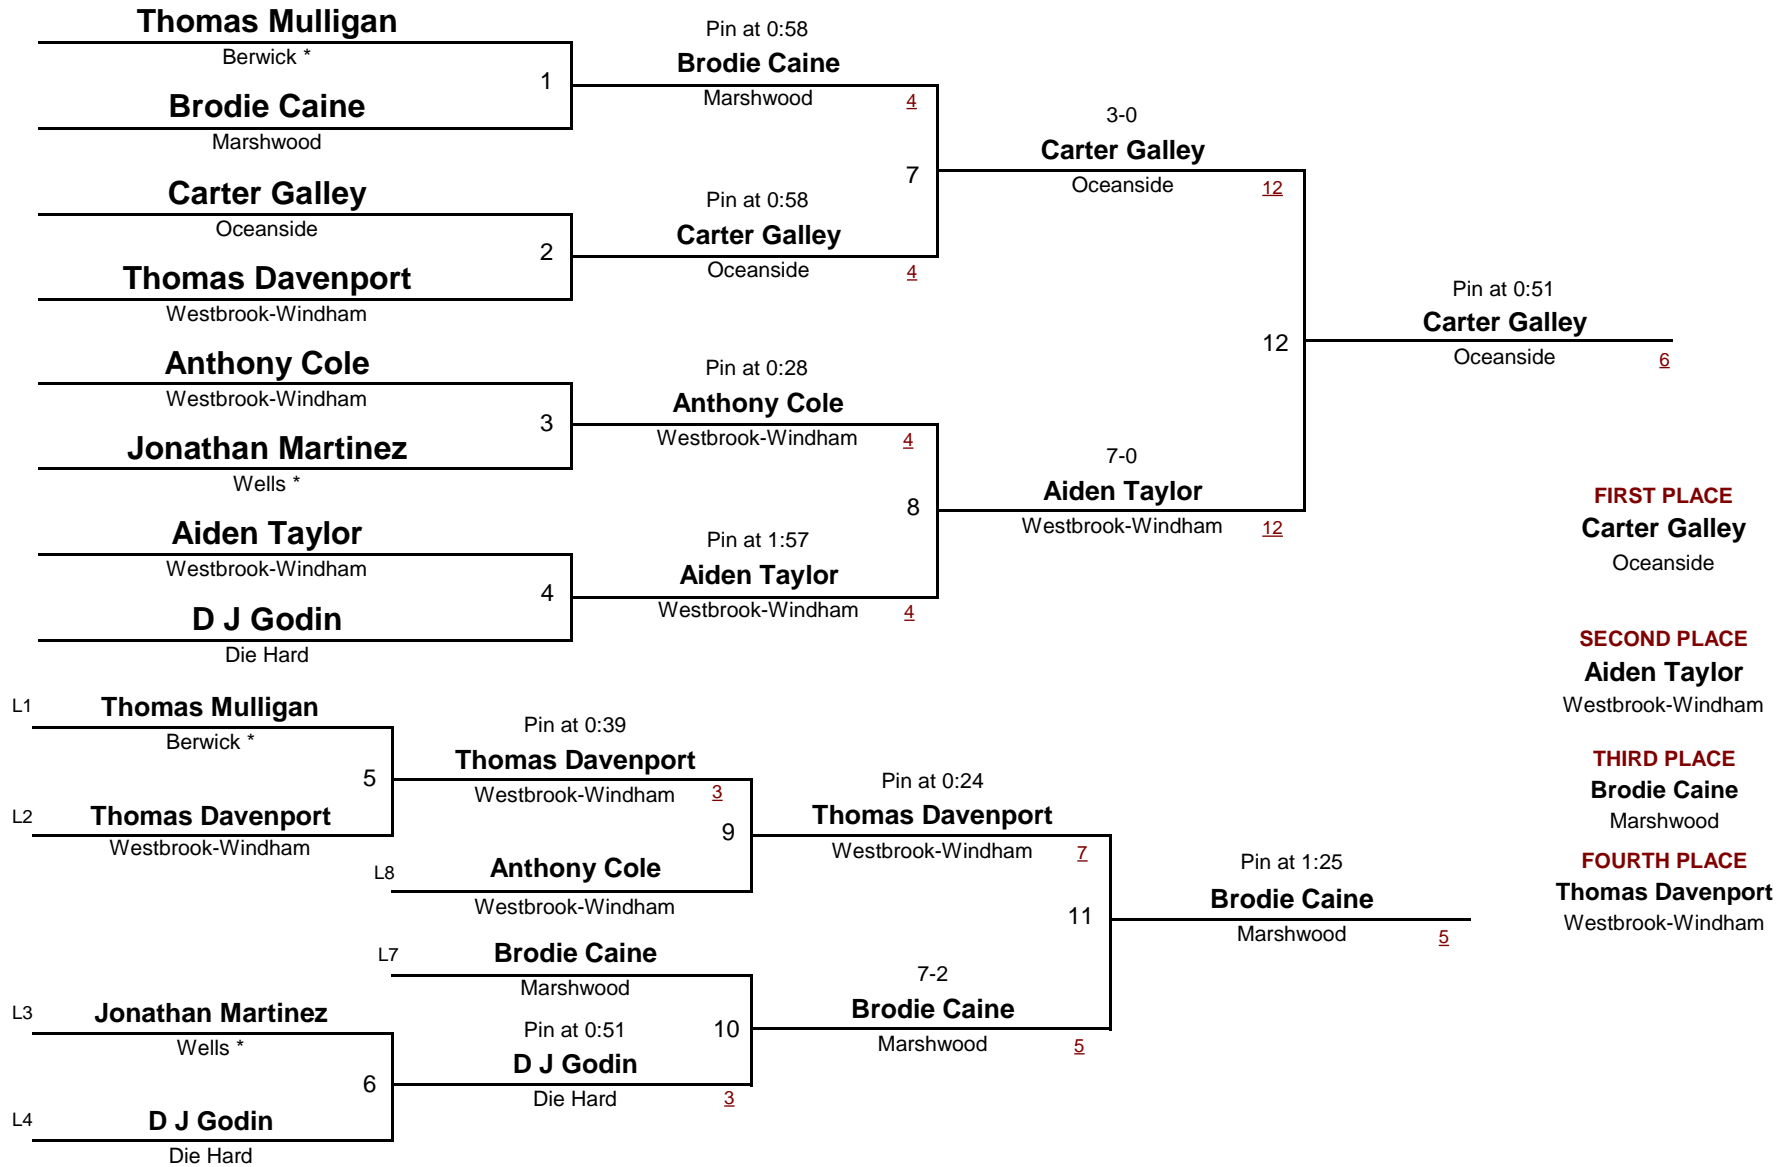 Thomas Mulligan
Berwick *
1
Brodie Caine
Marshwood
Carter Galley
Oceanside
2
Thomas Davenport
Westbrook-Windham
Anthony Cole
Westbrook-Windham
3
Jonathan Martinez
Wells *
Aiden Taylor
Westbrook-Windham
4
D J Godin
Die Hard
Pin at 0:58
Brodie Caine
Marshwood 4
7
Pin at 0:58
Carter Galley
Oceanside 4
Pin at 0:28
Anthony Cole
Westbrook-Windham 4
8
Pin at 1:57
Aiden Taylor
Westbrook-Windham 4
3-0
Carter Galley
Oceanside 12
12
7-0
Aiden Taylor
Westbrook-Windham 12
Pin at 0:51
Carter Galley
Oceanside 6
L1 Thomas Mulligan
Berwick *
5
L2 Thomas Davenport
Westbrook-Windham
L3 Jonathan Martinez
Wells *
6
L4 D J Godin
Die Hard
Pin at 0:39
Thomas Davenport
Westbrook-Windham 3
9
L8 Anthony Cole
Westbrook-Windham
L7 Brodie Caine
Marshwood
10
Pin at 0:51
D J Godin
Die Hard 3
Pin at 0:24
Thomas Davenport
Westbrook-Windham 7
11
7-2
Brodie Caine
Marshwood 5
Pin at 1:25
Brodie Caine
Marshwood 5
FIRST PLACE
Carter Galley
Oceanside
SECOND PLACE
Aiden Taylor
Westbrook-Windham
THIRD PLACE
Brodie Caine
Marshwood
FOURTH PLACE
Thomas Davenport
Westbrook-Windham